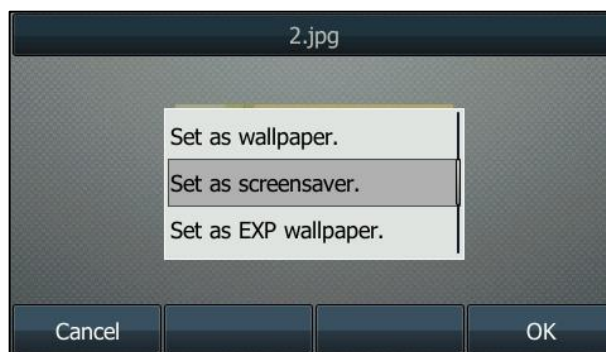 2.jpg
Set as wallpaper.
Set as screensaver.
Set as EXP wallpaper.
Cancel
OK